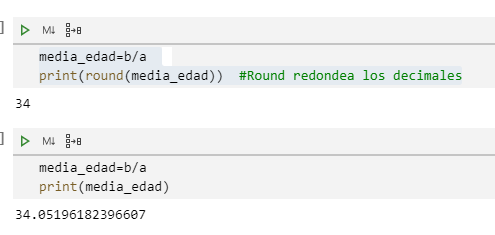 ]
M↓
media_edad=b/a
print(round(media_edad))  #Round redondea los decimales
34
]
M↓
media_edad=b/a
print(media_edad)
34.05196182396607